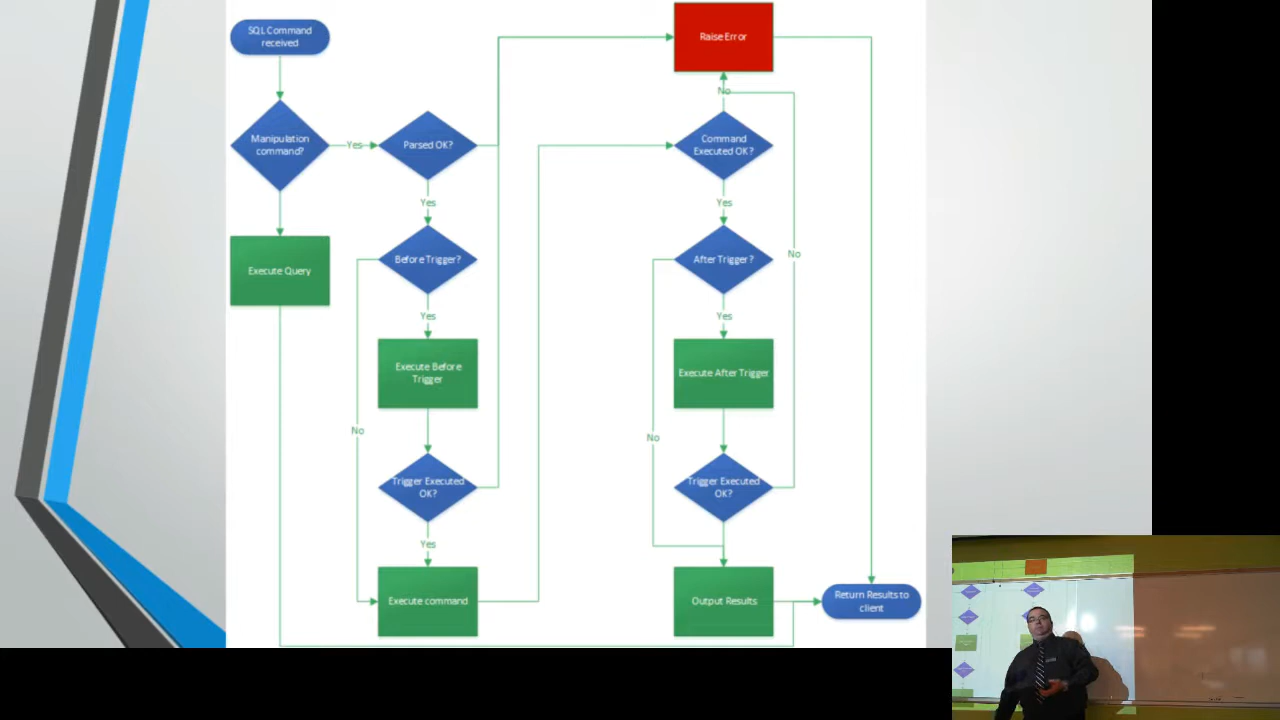 SQL Command
received
Raise Error
No
Manipulation
command?
Yes
Parsed OK?
Command
Executed OK?
Yes
Yes
Execute Query
Before Trigger?
After Trigger?
No
Yes
Yes
Execute Before
Trigger
Execute After Trigger
No
No
Trigger Executed
OK?
Trigger Executed
OK?
Yes
Execute command
Output Results
Return Results to
client